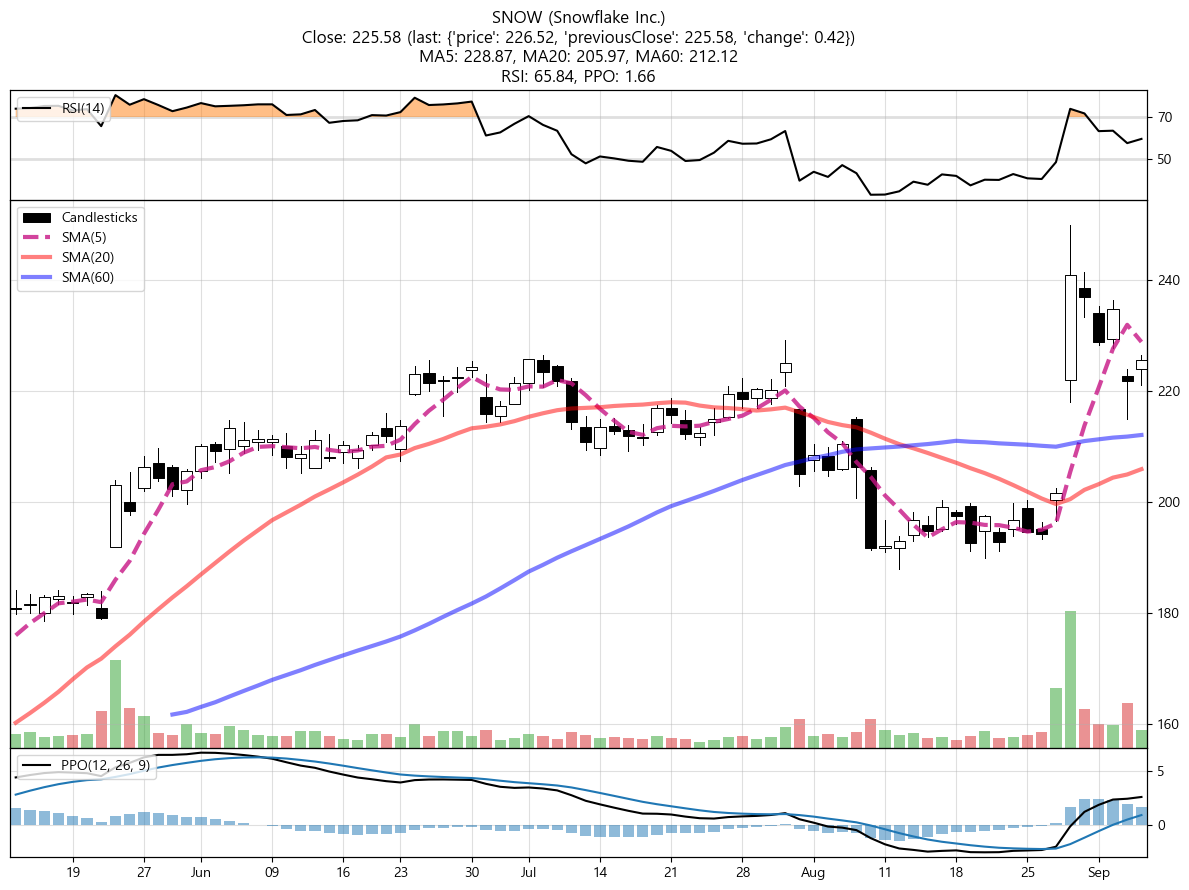 SNOW (Snowflake Inc.)
Close: 225.58 (last: {'price': 226.52, 'previousClose': 225.58, 'change': 0.42})
MA5: 228.87, MA20: 205.97, MA60: 212.12
RSI: 65.84, PPO: 1.66
RSI(14)
70
50
Candlesticks
SMA(5)
SMA(20)
SMA(60)
240
220
200
180
160
PPO(12, 26, 9)
5
0
19 27 Jun 09 16 23 30 Jul 14 21 28 Aug 11 18 25 Sep